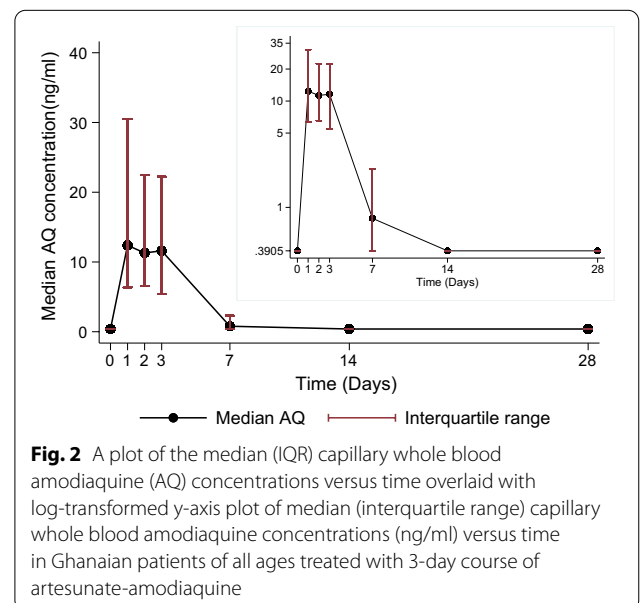 Median AQ concentration(ng/ml)
40
30
20
10
0
0 1 2 3 7 14 28
Time (Days)
35
20
10
5
1
.3905
0 1 2 3 7 14 28
Time (Days)
Median AQ Interquartile range
Fig. 2 A plot of the median (IQR) capillary whole blood
amodiaquine (AQ) concentrations versus time overlaid with
log-transformed y-axis plot of median (interquartile range) capillary
whole blood amodiaquine concentrations (ng/ml) versus time
in Ghanaian patients of all ages treated with 3-day course of
artesunate-amodiaquine